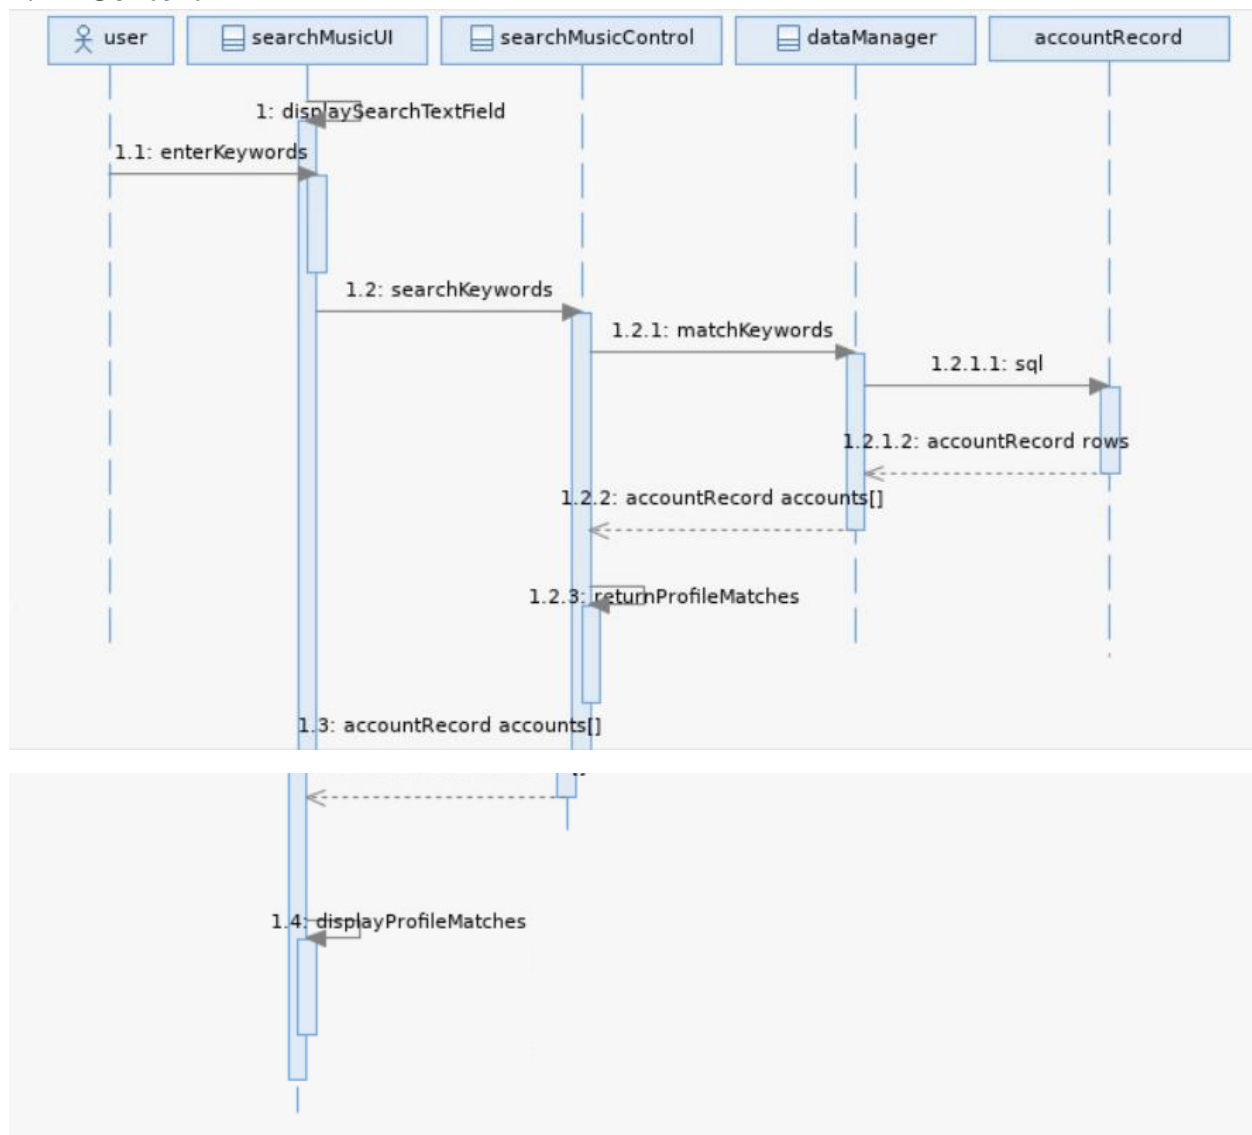 user
searchMusicUI
searchMusicControl
dataManager
accountRecord
1: displaySearchTextField
1.1: enterKeywords
1.2: searchKeywords
1.2.1: matchKeywords
1.2.1.1: sql
1.2.1.2: accountRecord rows
1.2.2: accountRecord accounts[]
1.2.3: returnProfileMatches
1.3: accountRecord accounts[]
1.4: displayProfileMatches